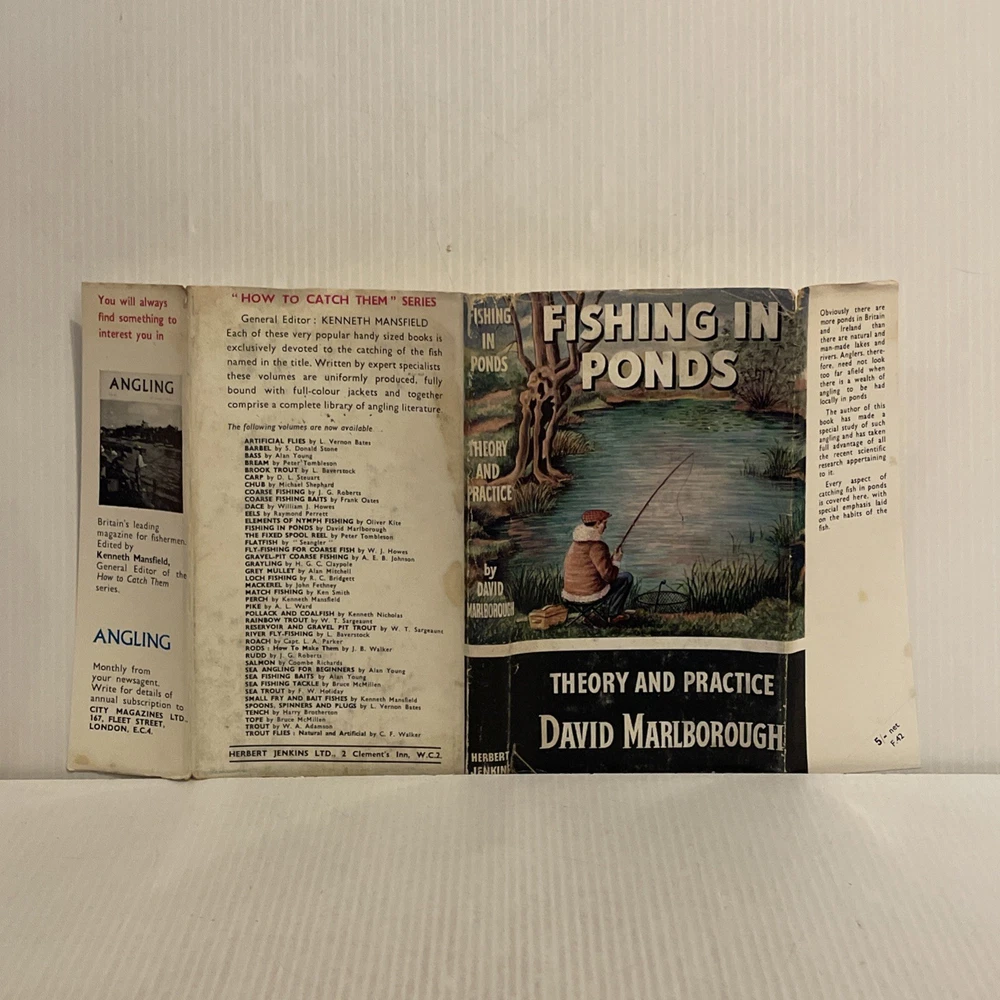 You will always
find something to
interest you in
ANGLING
Britain's leading
magazine for fishermen.
Edited by
Kenneth Mansfield,
General Editor of the
How to Catch Them
series.
ANGLING
Monthly from
your newsagent.
Write for details of
annual subscription to
CITY MAGAZINES LTD.,
167, FLEET STREET,
LONDON, E.C.4.
"HOW TO CATCH THEM" SERIES
General Editor: KENNETH MANSFIELD
Each of these very popular handy sized books is
exclusively devoted to the catching of the fish
named in the title. Written by expert specialists
these volumes are uniformly produced, fully
bound with full-colour jackets and together
comprise a complete library of angling literature
The following volumes are now available
ARTIFICIAL FLIES by L. Vernon Bates
BARBEL by S. Donald Stone
BASS by Alan Young
BREAM by Peter Tombleson
BROOK TROUT by L. Baverstock
CARP by D. L. Steuart
CHUB by Michael Shephard
COARSE FISHING by J. G. Roberts
COARSE FISHING BAITS by Frank Oates
DACE by William J. Howes
EELS by Raymond Perrett
ELEMENTS OF NYMPH FISHING by Oliver Kite
FISHING IN PONDS by David Marlborough
THE FIXED SPOOL REEL by Peter Tombleson
FLATFISH by "Seangler"
FLY-FISHING FOR COARSE FISH by W. J. Howes
GRAVEL-PIT COARSE FISHING by A. E. B. Johnson
GRAYLING by H. G. C. Claypole
GREY MULLET by Alan Mitchell
LOCH FISHING by R. C. Bridgett
MACKEREL by John Fethney
MATCH FISHING by Ken Smith
PERCH by Kenneth Mansfield
PIKE by A. L. Ward
POLLACK AND COALFISH by Kenneth Nicholas
RAINBOW TROUT by W. T. Sargeaunt
RESERVOIR AND GRAVEL PIT TROUT by W. T. Sargeaunt
RIVER FLY-FISHING by L. Baverstock
ROACH by Capt. L. A. Parker
RODS: How To Make Them by J. B. Walker
RUDD by J. G. Roberts
SALMON by Coombe Richards
SEA ANGLING FOR BEGINNERS by Alan Young
SEA FISHING BAITS by Alan Young
SEA FISHING TACKLE by Bruce McMillen
SEA TROUT by F. W. Holiday
SMALL FRY AND BAIT FISHES by Kenneth Mansfield
SPOONS, SPINNERS AND PLUGS by L. Vernon Bates
TENCH by Harry Brotherton
TOPE by Bruce McMillen
TROUT by W. A. Adamson
TROUT FLIES: Natural and Artificial by C. F. Walker
HERBERT JENKINS LTD., 2 Clement's Inn, W.C.2.
FISHING
IN
PONDS
THEORY
AND
PRACTICE
by
DAVID
MARLBOROUGH
HERBERT
JENKINS
FISHING IN
PONDS
THEORY AND PRACTICE
DAVID MARLBOROUGH
Obviously there are
more ponds in Britain
and Ireland than
there are natural and
man-made lakes and
rivers. Anglers, there-
fore, need not look
too far afield when
there is a wealth of
angling to be had
locally in ponds
The author of this
book has made a
special study of such
angling and has taken
full advantage of all
the recent scientific
research appertaining
to it.
Every aspect of
catching fish in ponds
is covered here, with
special emphasis laid
on the habits of the
fish.
5/- net
F.42